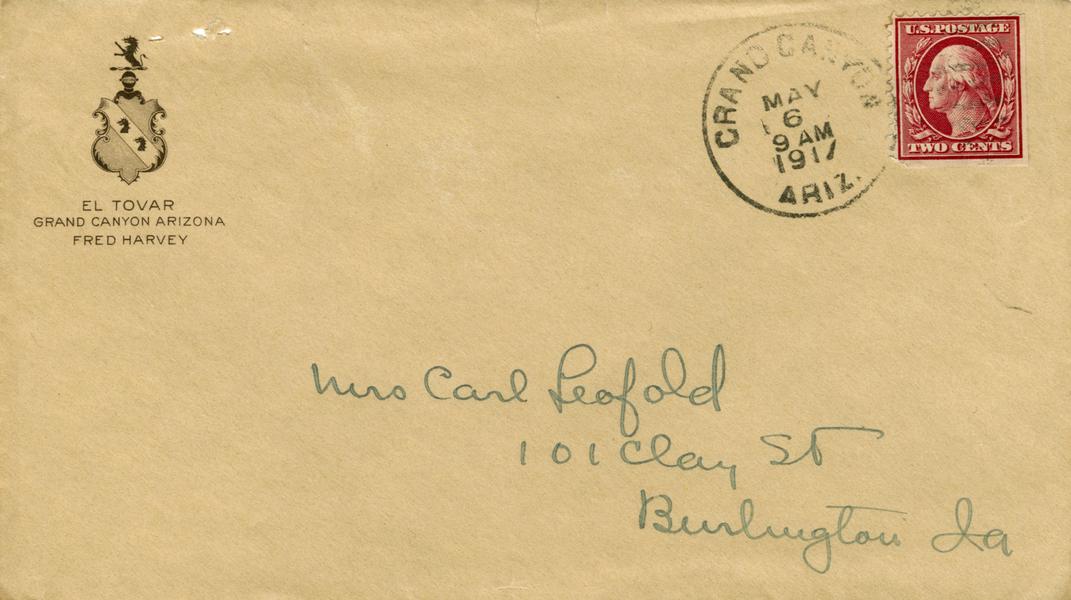 EL TOVAR
GRAND CANYON ARIZONA
FRED HARVEY
GRAND CANYON
MAY
6
9 AM
1917
ARIZ.
U.S. POSTAGE
TWO CENTS
Mrs Carl Leopold
101 Clay St
Burlington Ia